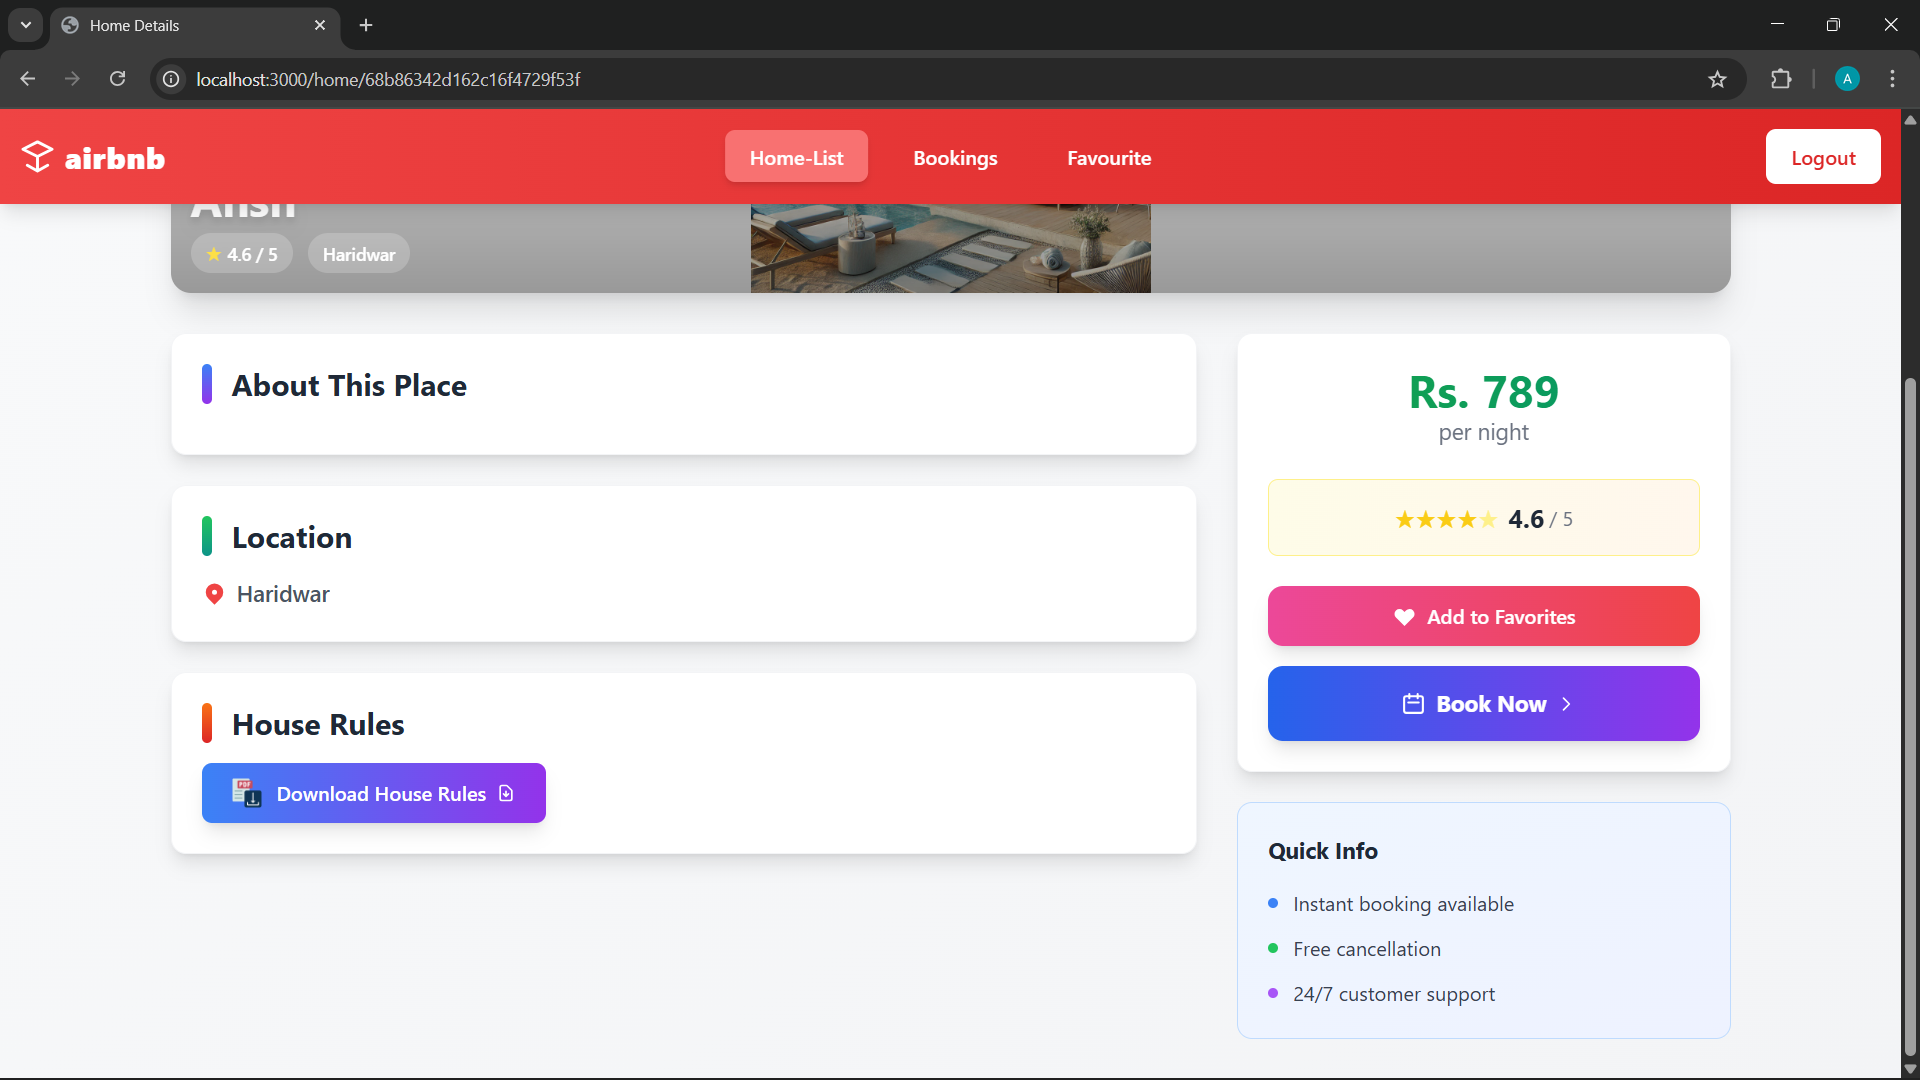 Home Details
localhost:3000/home/68b86342d162c16f4729f53f
A
airbnb
Home-List
Bookings
Favourite
Logout
4.6 / 5
Haridwar
About This Place
Location
Haridwar
House Rules
PDF
Download House Rules
Rs. 789
per night
4.6 / 5
Add to Favorites
Book Now
Quick Info
Instant booking available
Free cancellation
24/7 customer support